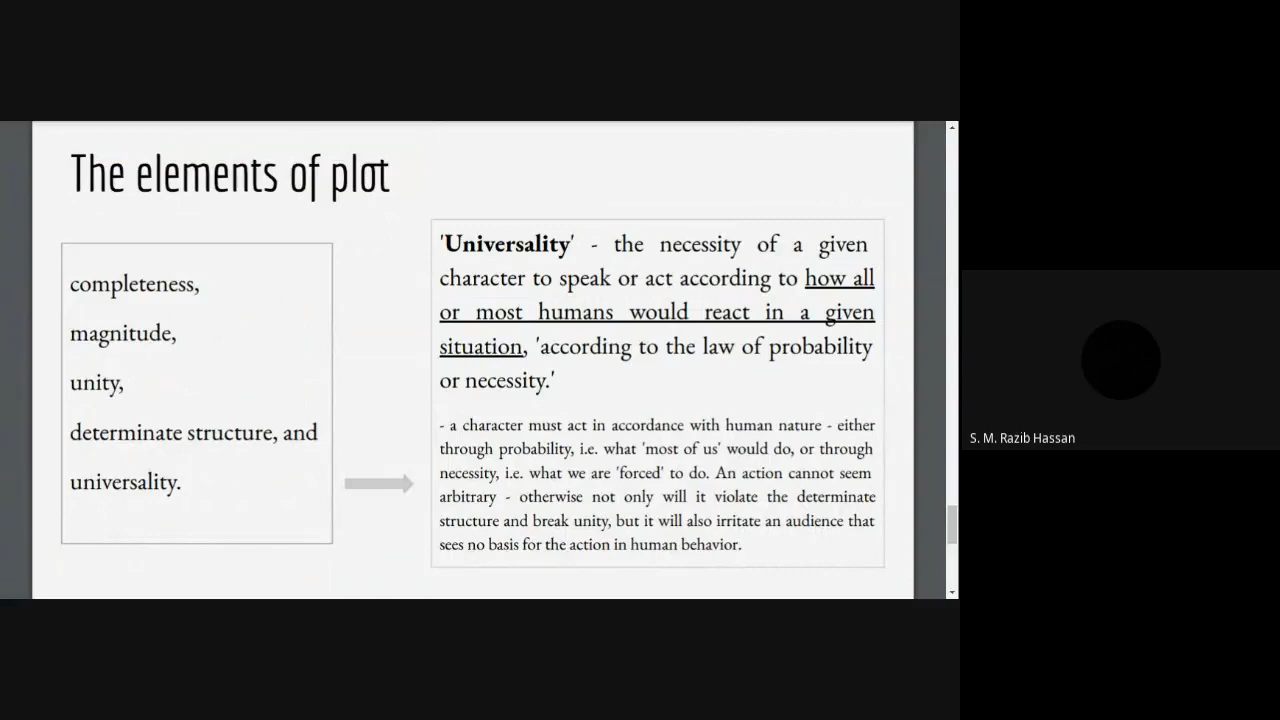 The elements of plot
completeness,
magnitude,
unity,
determinate structure, and
universality.
'Universality' - the necessity of a given
character to speak or act according to how all
or most humans would react in a given
situation, 'according to the law of probability
or necessity.'
- a character must act in accordance with human nature - either
through probability, i.e. what 'most of us' would do, or through
necessity, i.e. what we are 'forced' to do. An action cannot seem
arbitrary - otherwise not only will it violate the determinate
structure and break unity, but it will also irritate an audience that
sees no basis for the action in human behavior.
S. M. Razib Hassan